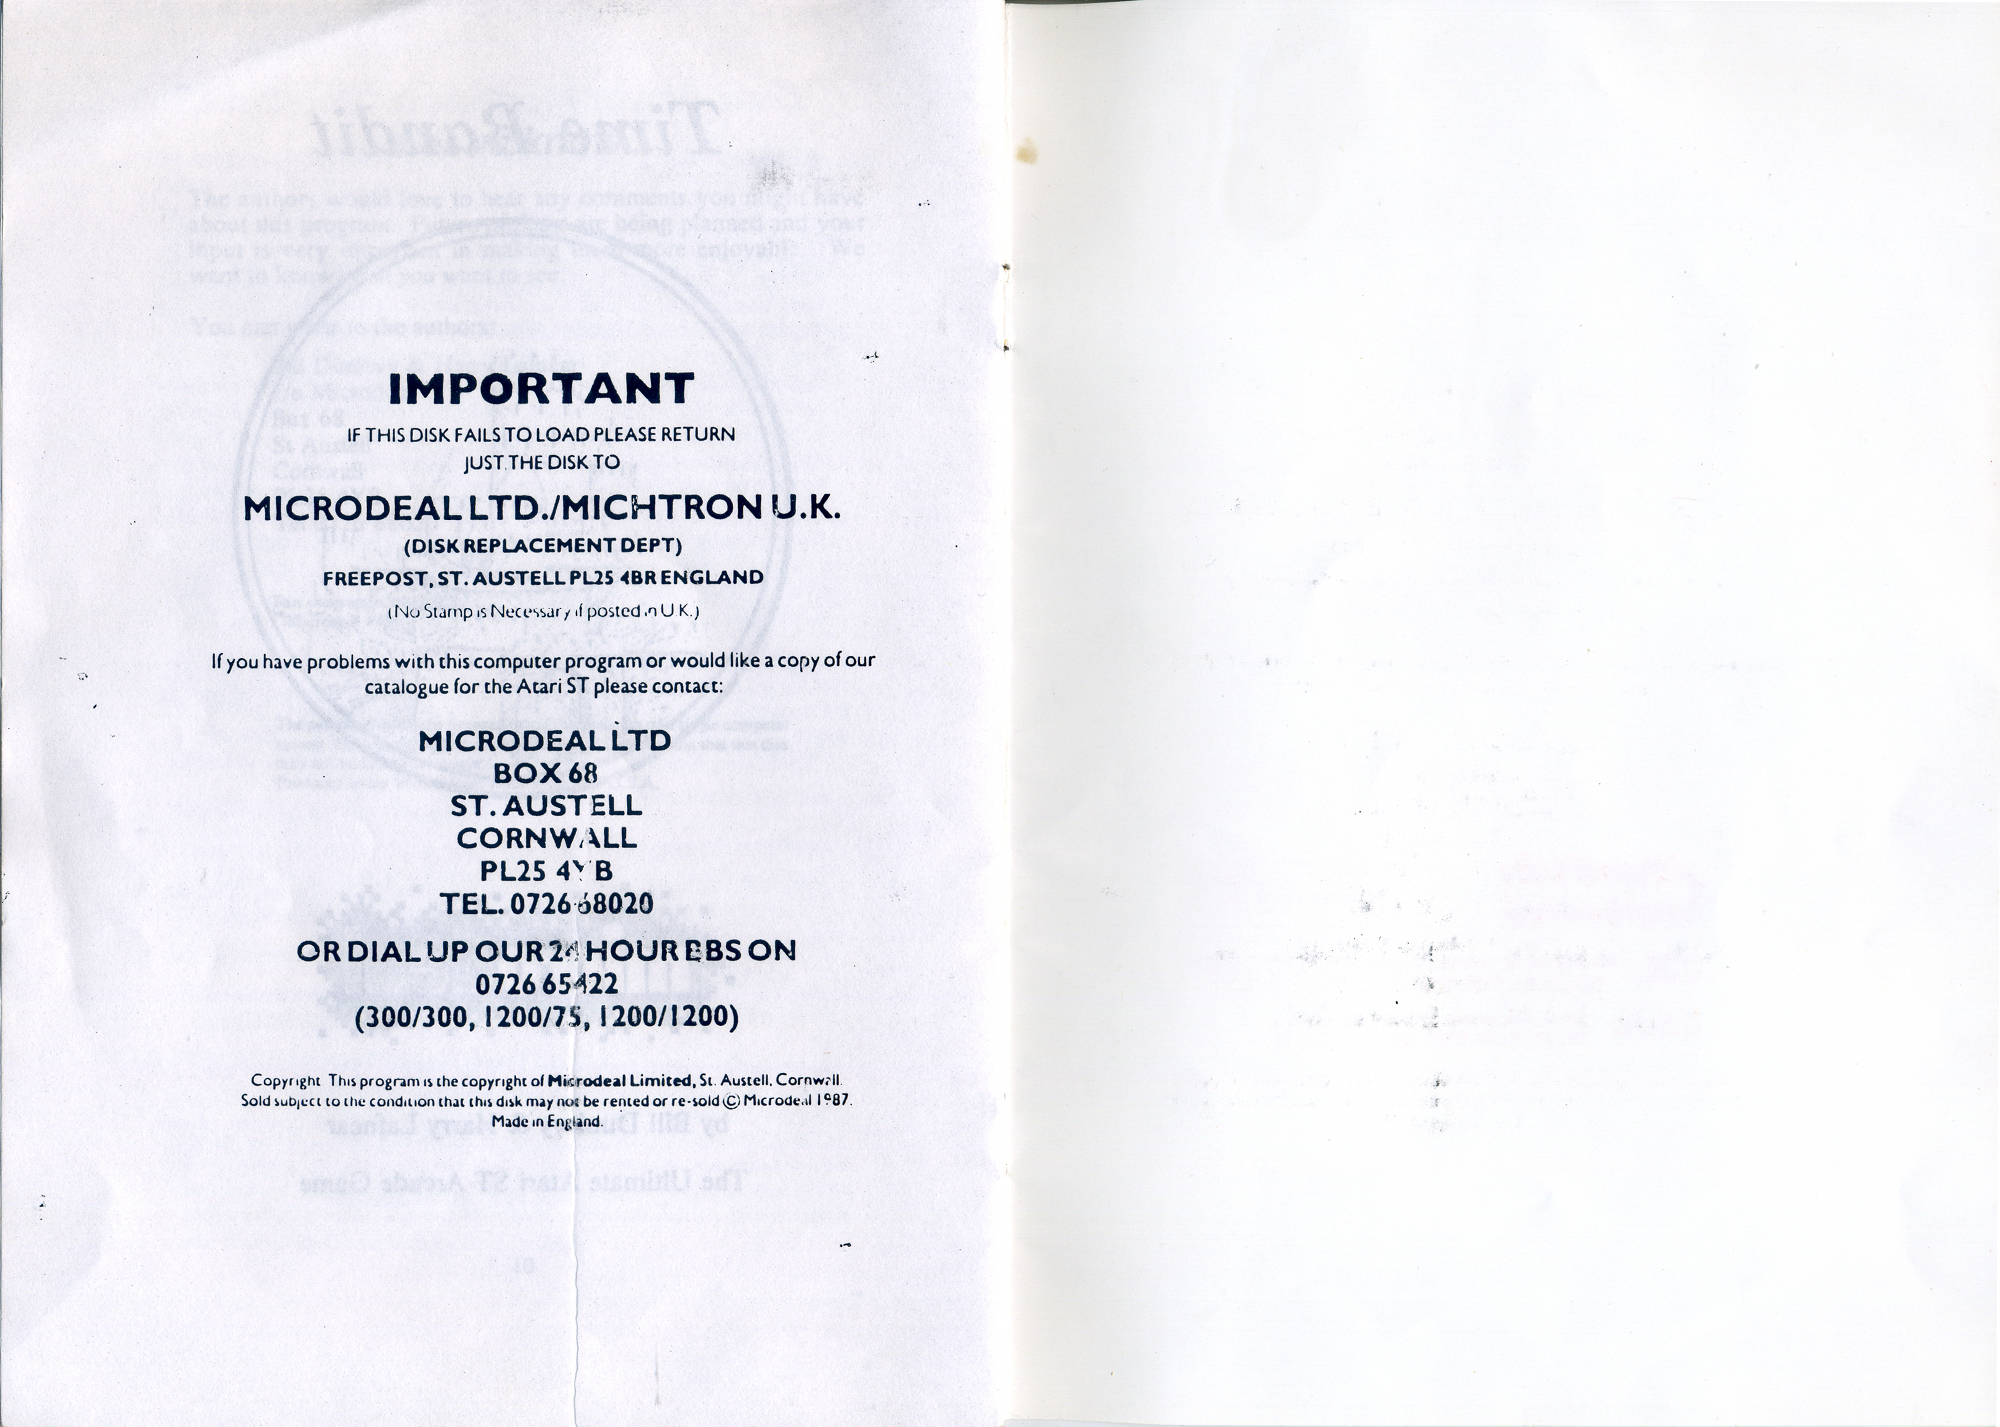 IMPORTANT
IF THIS DISK FAILS TO LOAD PLEASE RETURN
JUST THE DISK TO
MICRODEAL LTD./MICHTRON U.K.
(DISK REPLACEMENT DEPT)
FREEPOST, ST. AUSTELL PL25 4BR ENGLAND
(No Stamp is Necessary if posted in U.K.)
If you have problems with this computer program or would like a copy of our
catalogue for the Atari ST please contact:
MICRODEAL LTD
BOX 68
ST. AUSTELL
CORNWALL
PL25 4YB
TEL. 0726 68020
OR DIAL UP OUR 24 HOUR BBS ON
0726 65422
(300/300, 1200/75, 1200/1200)
Copyright. This program is the copyright of Microdeal Limited, St. Austell, Cornwall.
Sold subject to the condition that this disk may not be rented or re-sold © Microdeal 1987.
Made in England.